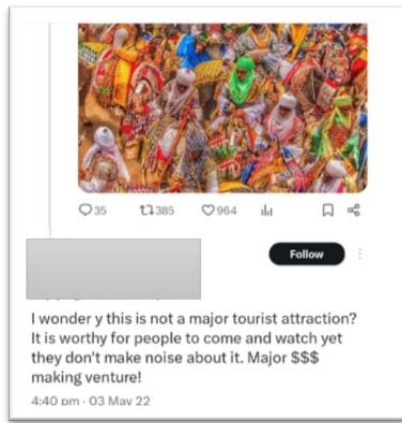 35 385 964
Follow
I wonder y this is not a major tourist attraction?
It is worthy for people to come and watch yet
they don't make noise about it. Major $$$
making venture!
4:40 pm - 03 May 22